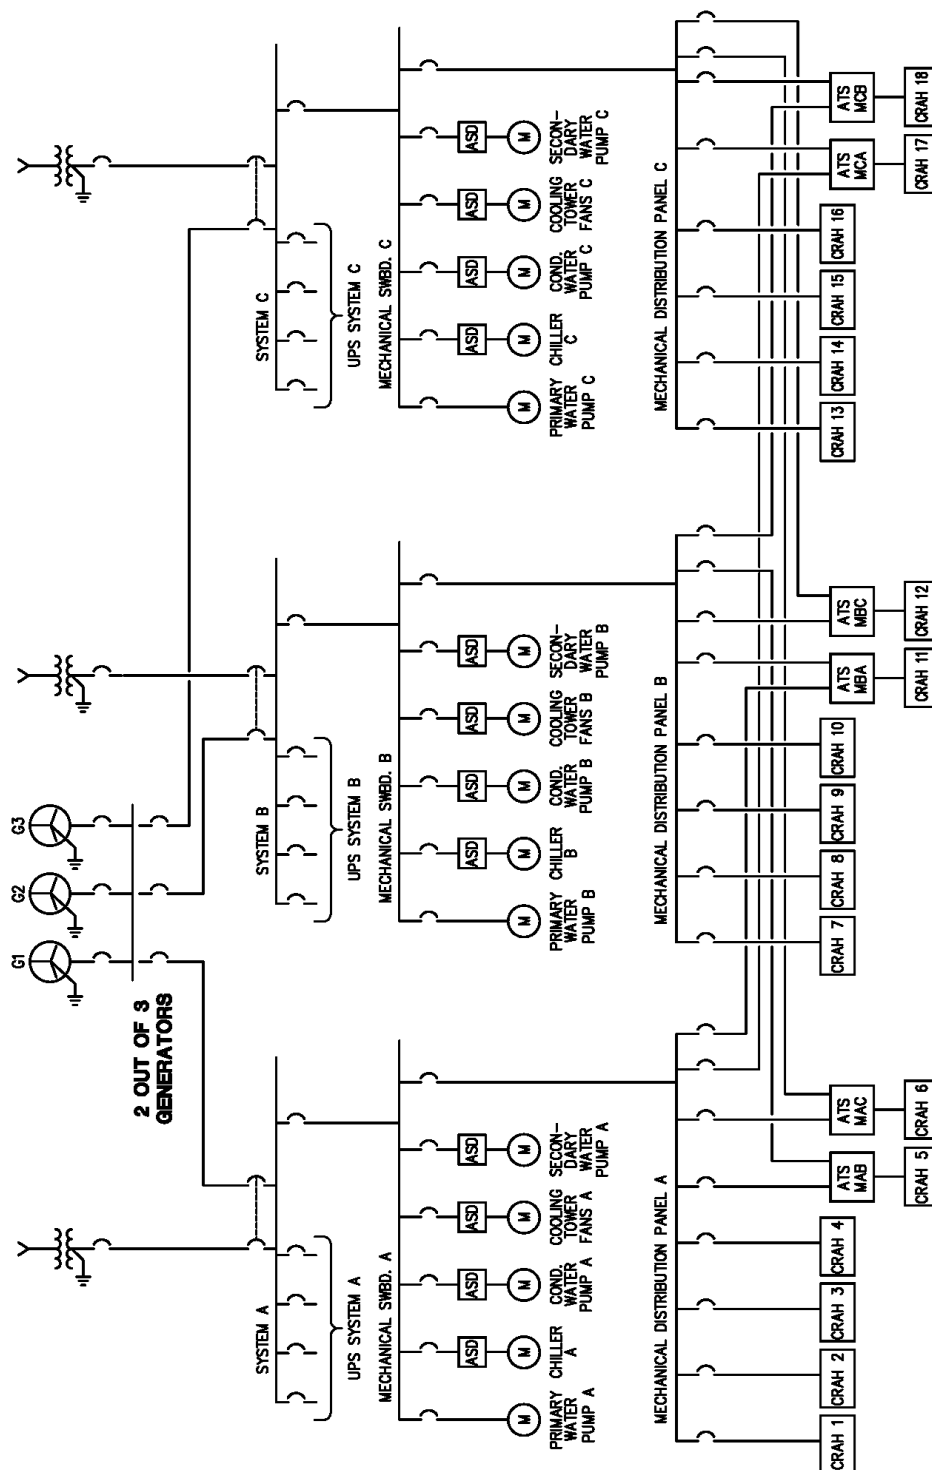 G1
G2
G3
2 OUT OF 3
GENERATORS
SYSTEM A
UPS SYSTEM A
MECHANICAL SWBD. A
ASD
ASD
ASD
ASD
M
M
M
M
M
PRIMARY
WATER
PUMP A
CHILLER
A
COND.
WATER
PUMP A
COOLING
TOWER
FANS A
SECON-
DARY
WATER
PUMP A
MECHANICAL DISTRIBUTION PANEL A
ATS
MAB
ATS
MAC
CRAH 1
CRAH 2
CRAH 3
CRAH 4
CRAH 5
CRAH 6
SYSTEM B
UPS SYSTEM B
MECHANICAL SWBD. B
ASD
ASD
ASD
ASD
M
M
M
M
M
PRIMARY
WATER
PUMP B
CHILLER
B
COND.
WATER
PUMP B
COOLING
TOWER
FANS B
SECON-
DARY
WATER
PUMP B
MECHANICAL DISTRIBUTION PANEL B
ATS
MBA
ATS
MBC
CRAH 7
CRAH 8
CRAH 9
CRAH 10
CRAH 11
CRAH 12
SYSTEM C
UPS SYSTEM C
MECHANICAL SWBD. C
ASD
ASD
ASD
ASD
M
M
M
M
M
PRIMARY
WATER
PUMP C
CHILLER
C
COND.
WATER
PUMP C
COOLING
TOWER
FANS C
SECON-
DARY
WATER
PUMP C
MECHANICAL DISTRIBUTION PANEL C
ATS
MCA
ATS
MCB
CRAH 13
CRAH 14
CRAH 15
CRAH 16
CRAH 17
CRAH 18